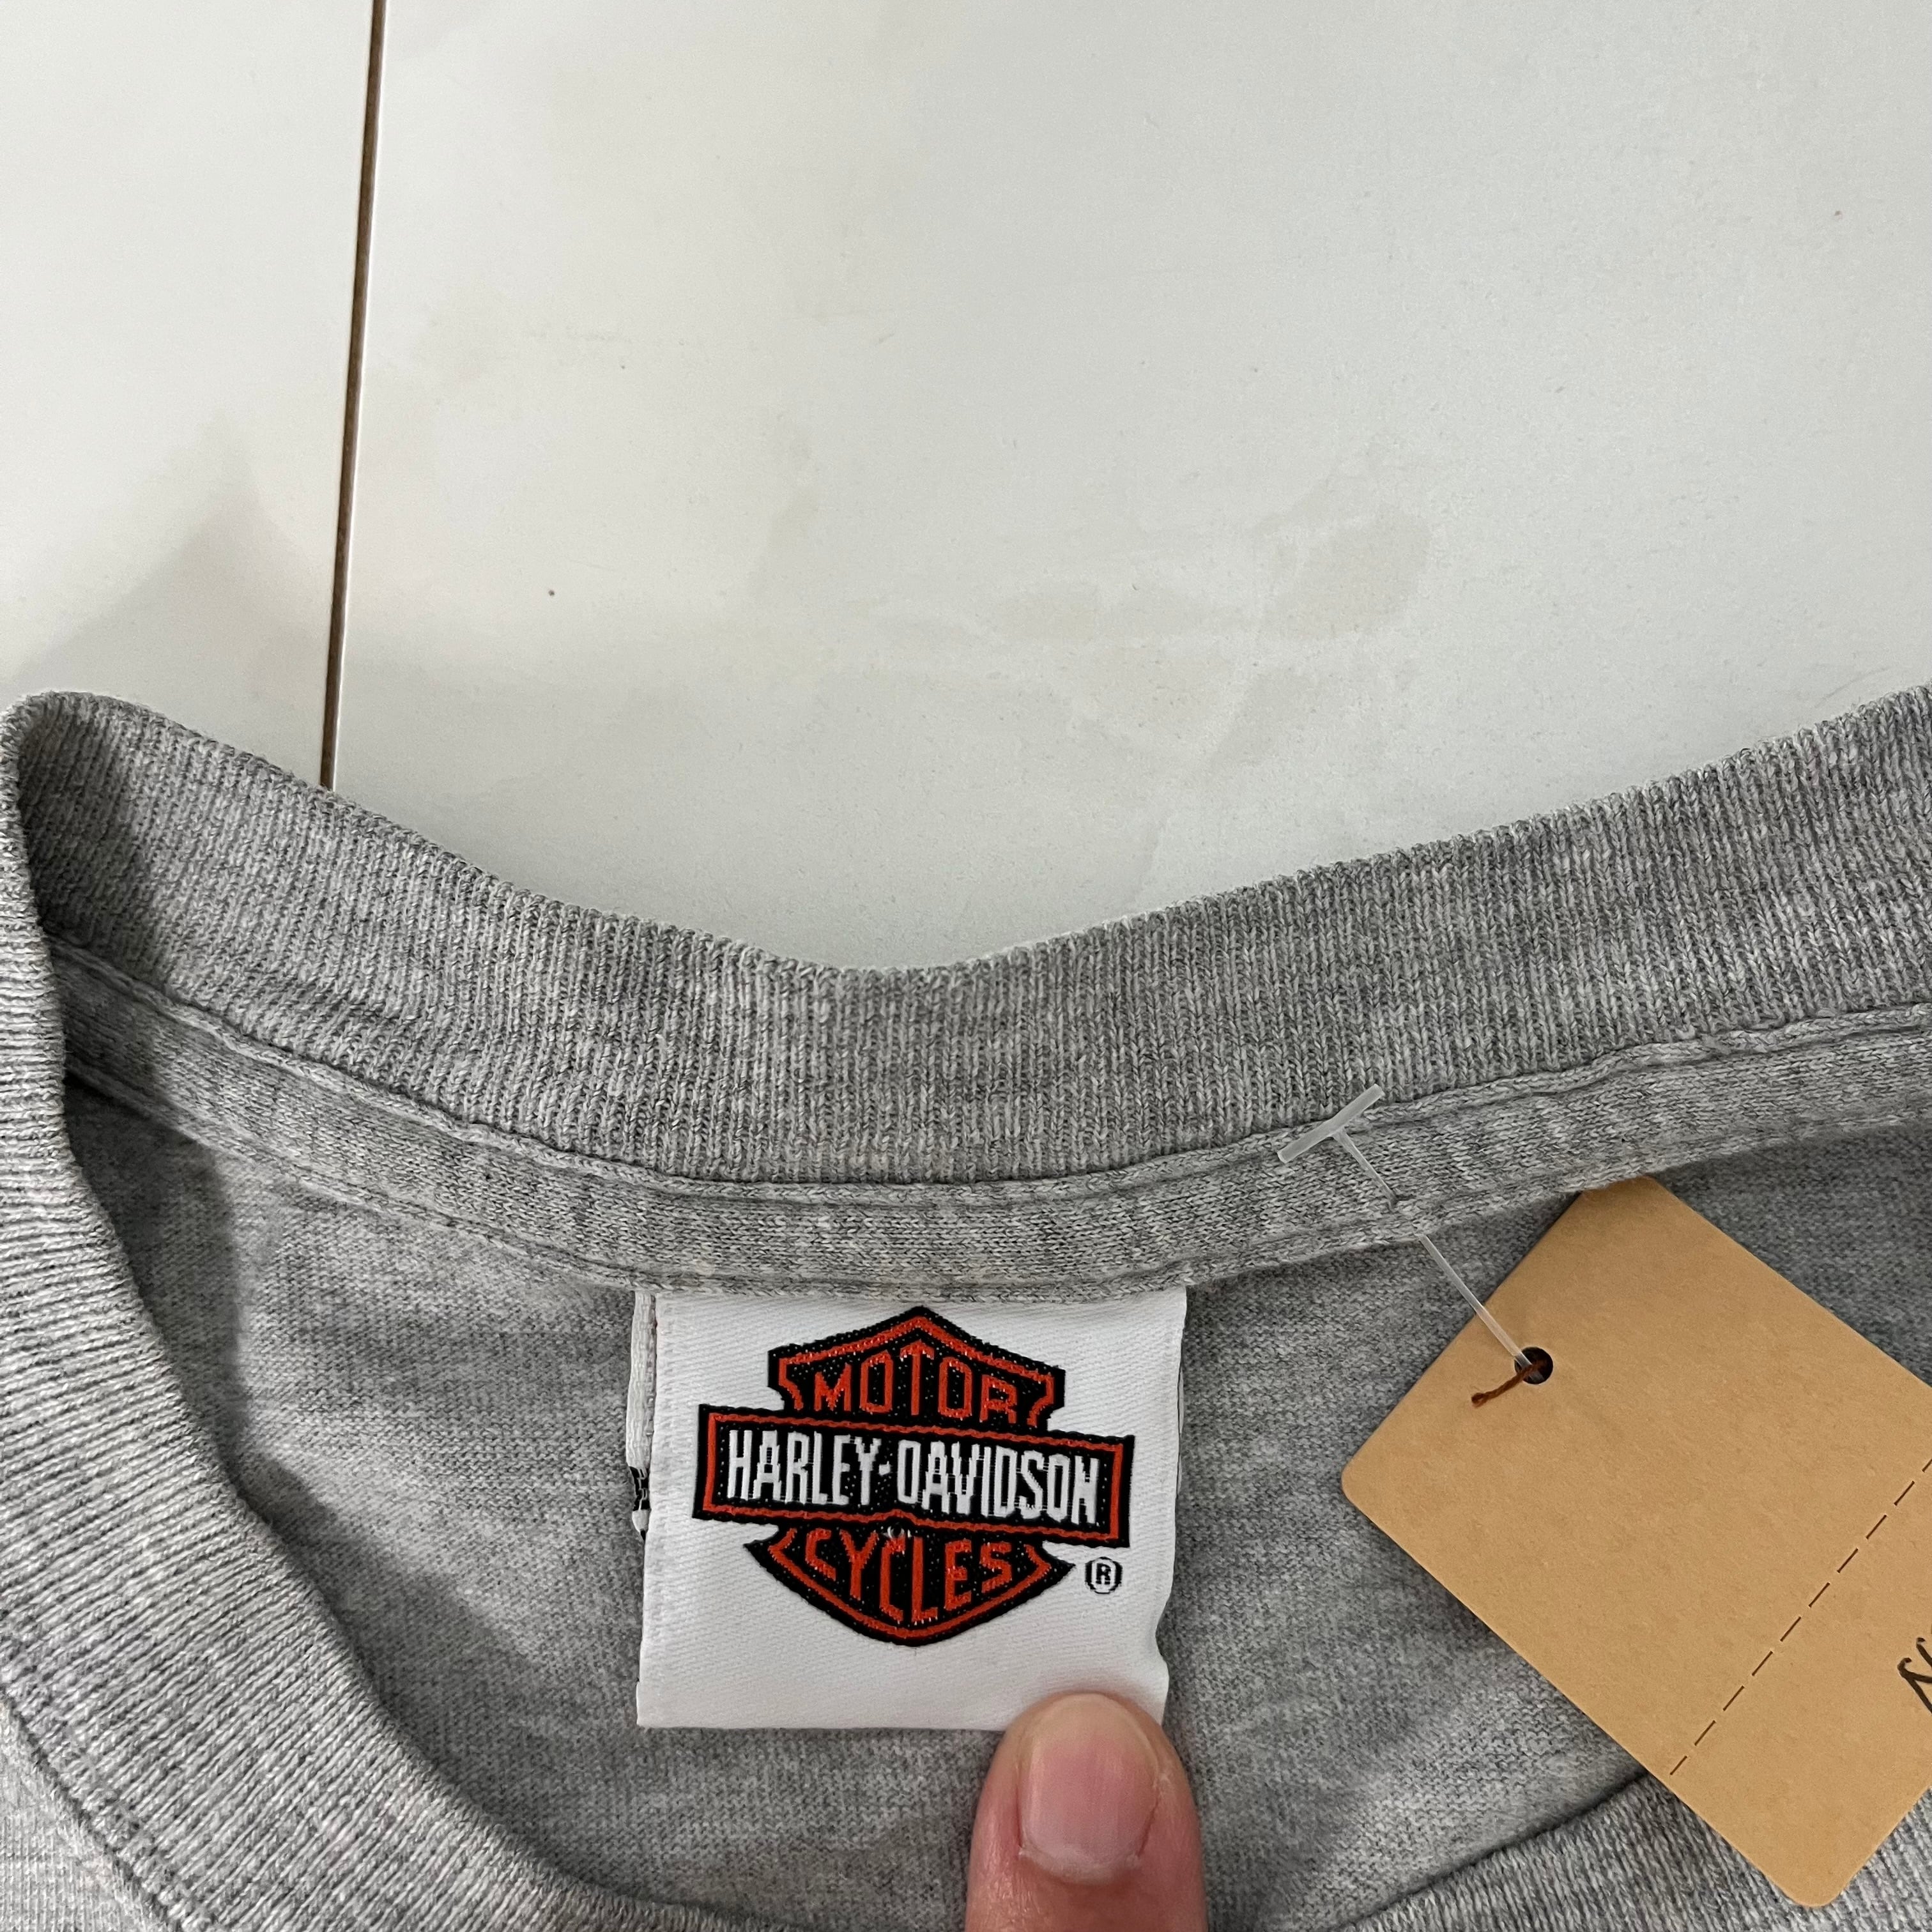 MOTOR
HARLEY-DAVIDSON
CYCLES
®